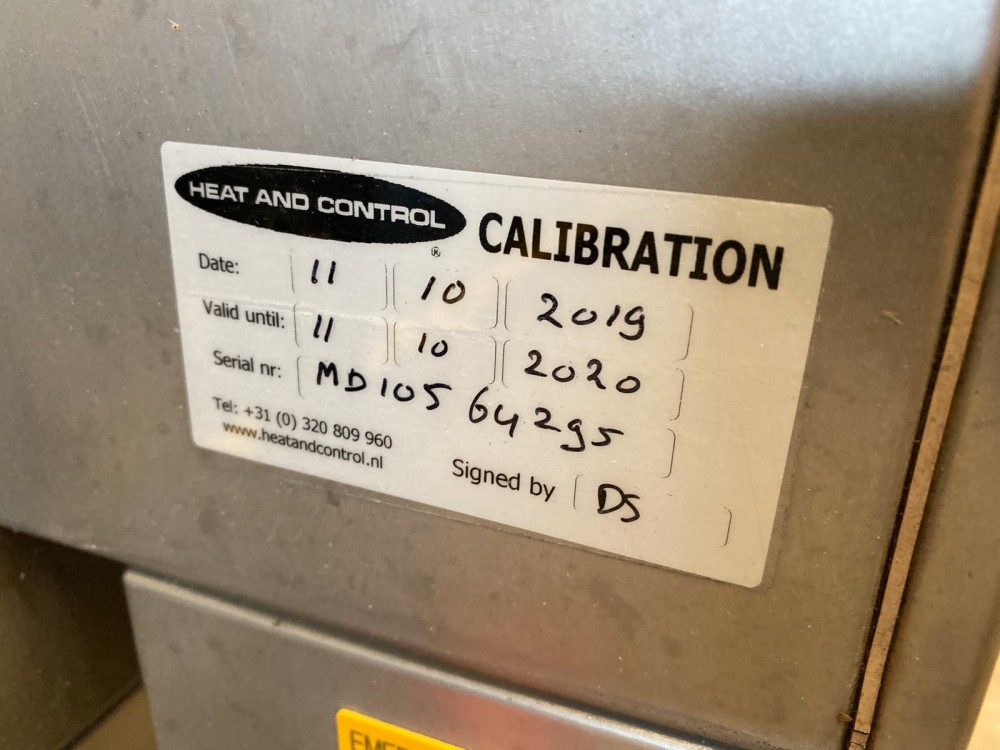 HEAT AND CONTROL ®
CALIBRATION
Date: 11 10 2019
Valid until: 11 10 2020
Serial nr: MD105 64295
Tel: +31 (0) 320 809 960
www.heatandcontrol.nl
Signed by DS